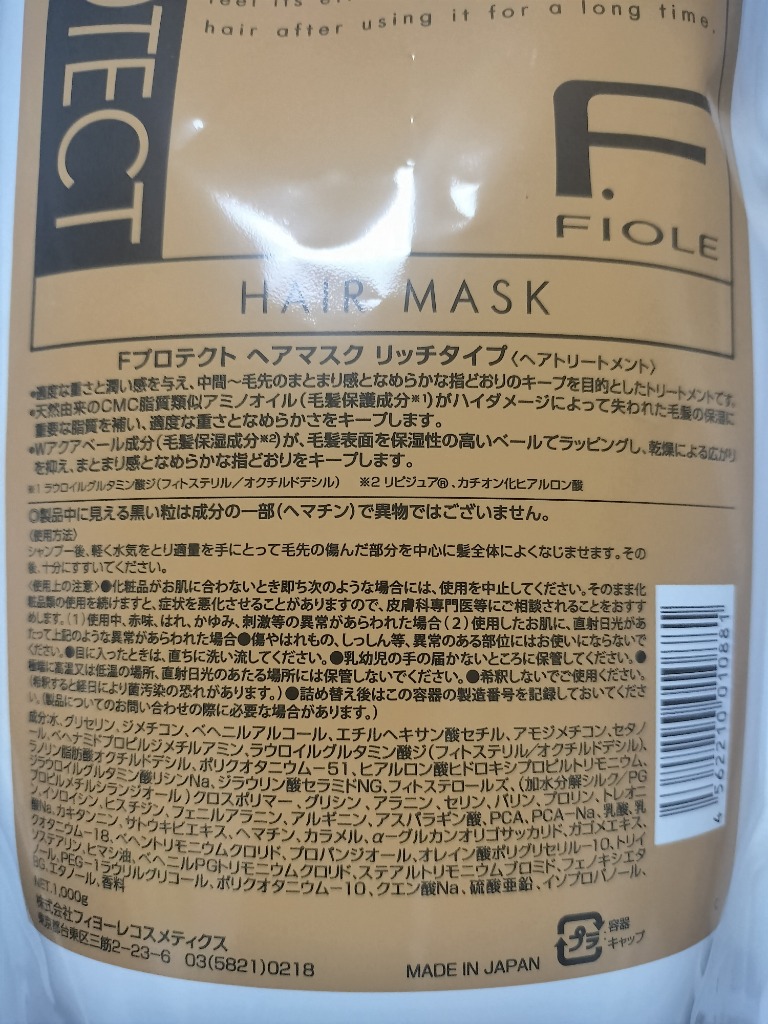 hair after using it for a long time.
OTECT
F.
FIOLE
HAIR MASK
Fプロテクト ヘアマスク リッチタイプ〈ヘアトリートメント〉
•適度な重さと潤い感を与え、中間~毛先のまとまり感となめらかな指どおりのキープを目的としたトリートメントです。
•天然由来のCMC脂質類似アミノオイル(毛髪保護成分※1)がハイダメージによって失われた毛髪の保湿に
重要な脂質を補い、適度な重さとなめらかさをキープします。
•Wアクアベール成分(毛髪保湿成分※2)が、毛髪表面を保湿性の高いベールでラッピングし、乾燥による広がり
を抑え、まとまり感となめらかな指どおりをキープします。
※1 ラウロイルグルタミン酸ジ(フィトステリル/オクチルドデシル) ※2 リピジュア®、カチオン化ヒアルロン酸
◎製品中に見える黒い粒は成分の一部(ヘマチン)で異物ではございません。
〈使用方法〉
シャンプー後、軽く水気をとり適量を手にとって毛先の傷んだ部分を中心に髪全体によくなじませます。その
後、十分にすすいでください。
〈使用上の注意〉●化粧品がお肌に合わないとき即ち次のような場合には、使用を中止してください。そのまま化
粧品類の使用を続けますと、症状を悪化させることがありますので、皮膚科専門医等にご相談されることをおすす
めします。(1)使用中、赤味、はれ、かゆみ、刺激等の異常があらわれた場合(2)使用したお肌に、直射日光があ
たって上記のような異常があらわれた場合●傷やはれもの、しっしん等、異常のある部位にはお使いにならないで
ください。●目に入ったときは、直ちに洗い流してください。●乳幼児の手の届かないところに保管してください。●
極端に高温又は低温の場所、直射日光のあたる場所には保管しないでください。●希釈しないでご使用ください。
(希釈すると経日により菌汚染の恐れがあります。)●詰め替え後はこの容器の製造番号を記録しておいてくださ
い。(製品についてのお問い合わせの際に必要な場合があります。)
成分:水、グリセリン、ジメチコン、ベヘニルアルコール、エチルヘキサン酸セチル、アモジメチコン、セタノ
ール、ベヘナミドプロピルジメチルアミン、ラウロイルグルタミン酸ジ(フィトステリル/オクチルドデシル)、
ラノリン脂肪酸オクチルドデシル、ポリクオタニウム-51、ヒアルロン酸ヒドロキシプロピルトリモニウム、
ジラウロイルグルタミン酸リシンNa、ジラウリン酸セラミドNG、フィトステロールズ、(加水分解シルク/PG
プロピルメチルシランジオール)クロスポリマー、グリシン、アラニン、セリン、バリン、プロリン、トレオニ
ン、イソロイシン、ヒスチジン、フェニルアラニン、アルギニン、アスパラギン酸、PCA、PCA-Na、乳酸、乳
酸Na、カキタンニン、サトウキビエキス、ヘマチン、カラメル、α-グルカンオリゴサッカリド、ガゴメエキス、
クオタニウム-18、ベヘントリモニウムクロリド、プロパンジオール、オレイン酸ポリグリセリル-10、トリイ
ソステアリン、ヒマシ油、ベヘニルPGトリモニウムクロリド、ステアルトリモニウムブロミド、フェノキシエタ
ノール、PEG-1ラウリルグリコール、ポリクオタニウム-10、クエン酸Na、硫酸亜鉛、イソプロパノール、
BG、エタノール、香料
NET.1,000g
株式会社フィヨーレコスメティクス
東京都台東区三筋2-23-6 03(5821)0218
MADE IN JAPAN
プラ
容器
キャップ
4 562210 010881